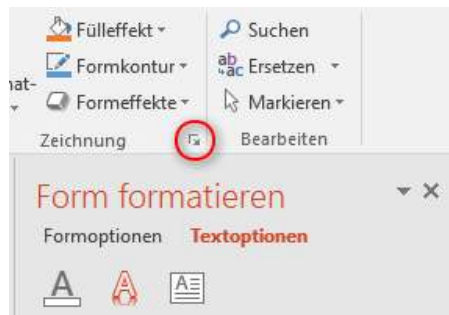 Fülleffekt
Suchen
Formkontur
Ersetzen
Formeffekte
Markieren
Zeichnung
Bearbeiten
Form formatieren
Formoptionen Textoptionen